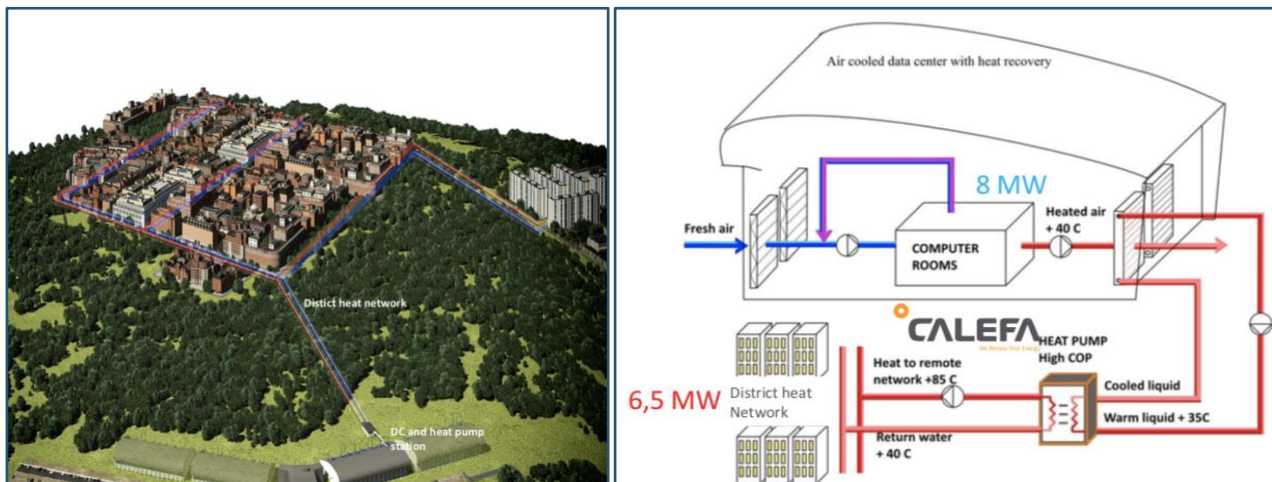 Distict heat network
DC and heat pump
station
Air cooled data center with heat recovery
8 MW
Fresh air
COMPUTER
ROOMS
Heated air
+ 40 C
CALEFA
HEAT PUMP
High COP
Heat to remote
network +85 C
Cooled liquid
6,5 MW
District heat
Network
Warm liquid + 35C
Return water
+ 40 C